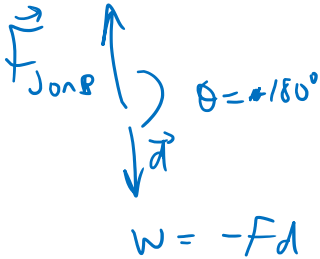 F⃗ J on B
θ = 180°
d⃗
W = -Fd